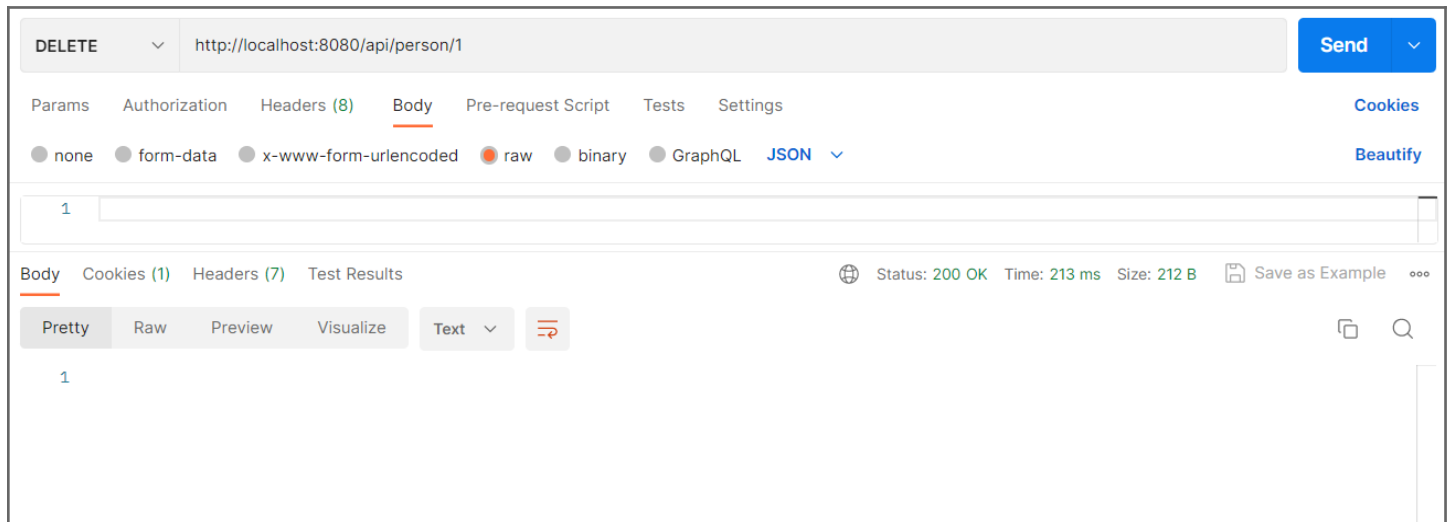 DELETE http://localhost:8080/api/person/1 Send
Params Authorization Headers (8) Body Pre-request Script Tests Settings Cookies
none form-data x-www-form-urlencoded raw binary GraphQL JSON Beautify
1
Body Cookies (1) Headers (7) Test Results Status: 200 OK Time: 213 ms Size: 212 B Save as Example
Pretty Raw Preview Visualize Text
1